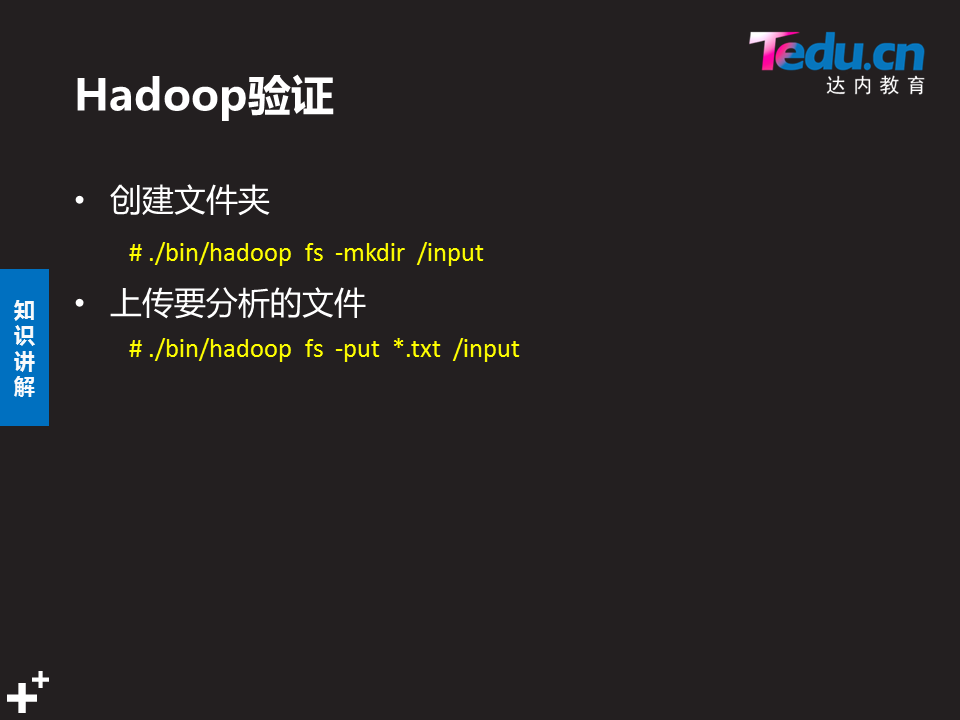 Tedu.cn
达内教育
Hadoop验证
• 创建文件夹
# ./bin/hadoop fs -mkdir /input
• 上传要分析的文件
# ./bin/hadoop fs -put *.txt /input
知
识
讲
解